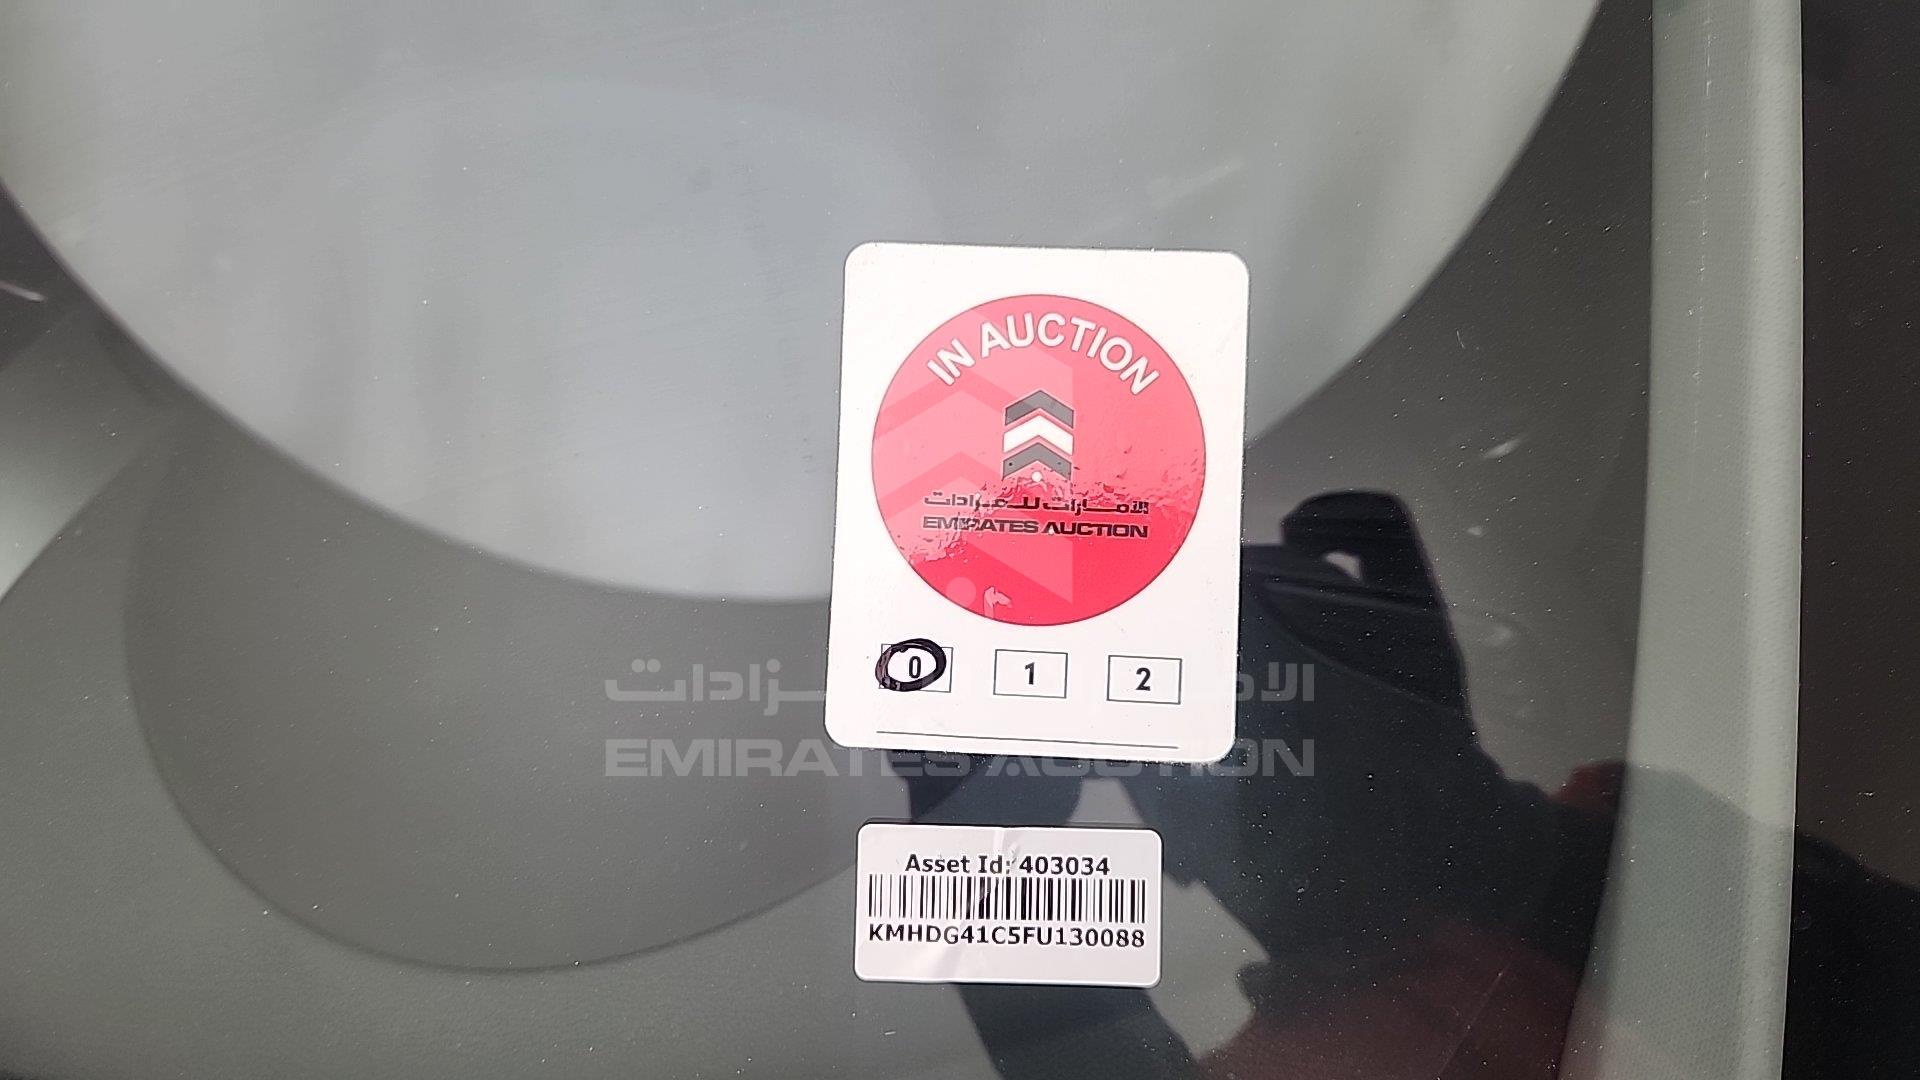 IN AUCTION
الامارات للمزادات
EMIRATES AUCTION
0 1 2
الامارات للمزادات
EMIRATES AUCTION
Asset Id: 403034
KMHDG41C5FU130088